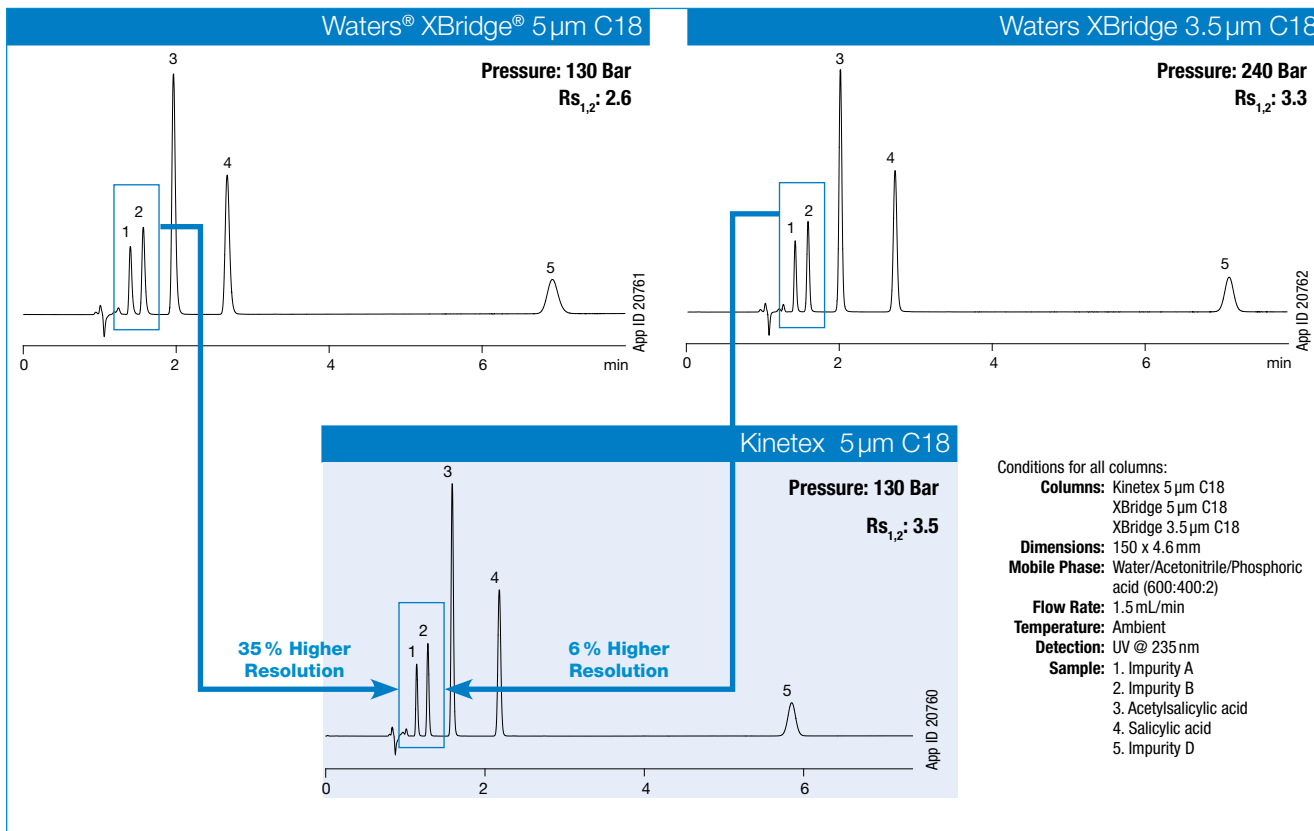 Waters® XBridge® 5 µm C18
Pressure: 130 Bar
Rs1,2: 2.6
3
4
2
1
5
App ID 20761
0
2
4
6
min
Waters XBridge 3.5 µm C18
Pressure: 240 Bar
Rs1,2: 3.3
3
4
2
1
5
App ID 20762
0
2
4
6
min
Kinetex 5 µm C18
Pressure: 130 Bar
Rs1,2: 3.5
3
4
2
1
5
App ID 20760
0
2
4
6
35 % Higher
Resolution
6 % Higher
Resolution
Conditions for all columns:
Columns: Kinetex 5 µm C18
XBridge 5 µm C18
XBridge 3.5 µm C18
Dimensions: 150 x 4.6 mm
Mobile Phase: Water/Acetonitrile/Phosphoric
acid (600:400:2)
Flow Rate: 1.5 mL/min
Temperature: Ambient
Detection: UV @ 235 nm
Sample: 1. Impurity A
2. Impurity B
3. Acetylsalicylic acid
4. Salicylic acid
5. Impurity D